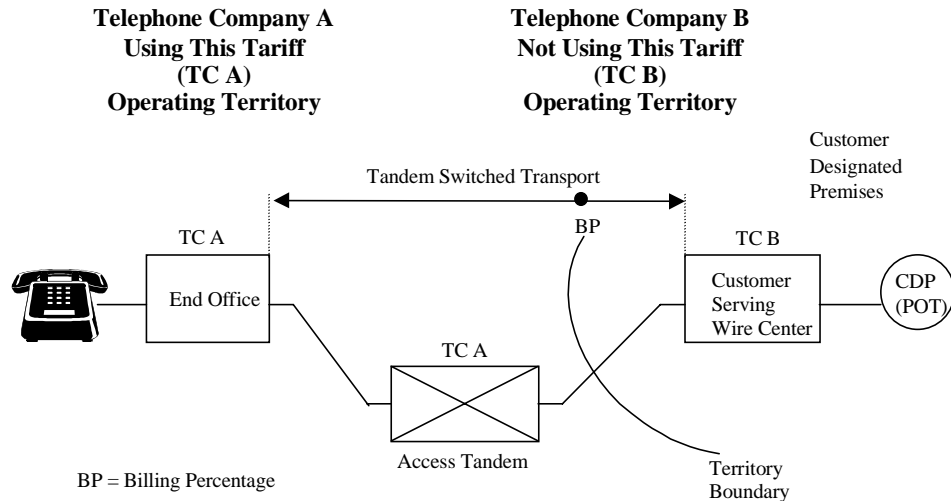 Telephone Company A
Using This Tariff
(TC A)
Operating Territory
Telephone Company B
Not Using This Tariff
(TC B)
Operating Territory
Customer
Designated
Premises
Tandem Switched Transport
BP
TC A
End Office
TC B
Customer
Serving
Wire Center
CDP
(POT)
TC A
Access Tandem
BP = Billing Percentage
Territory
Boundary